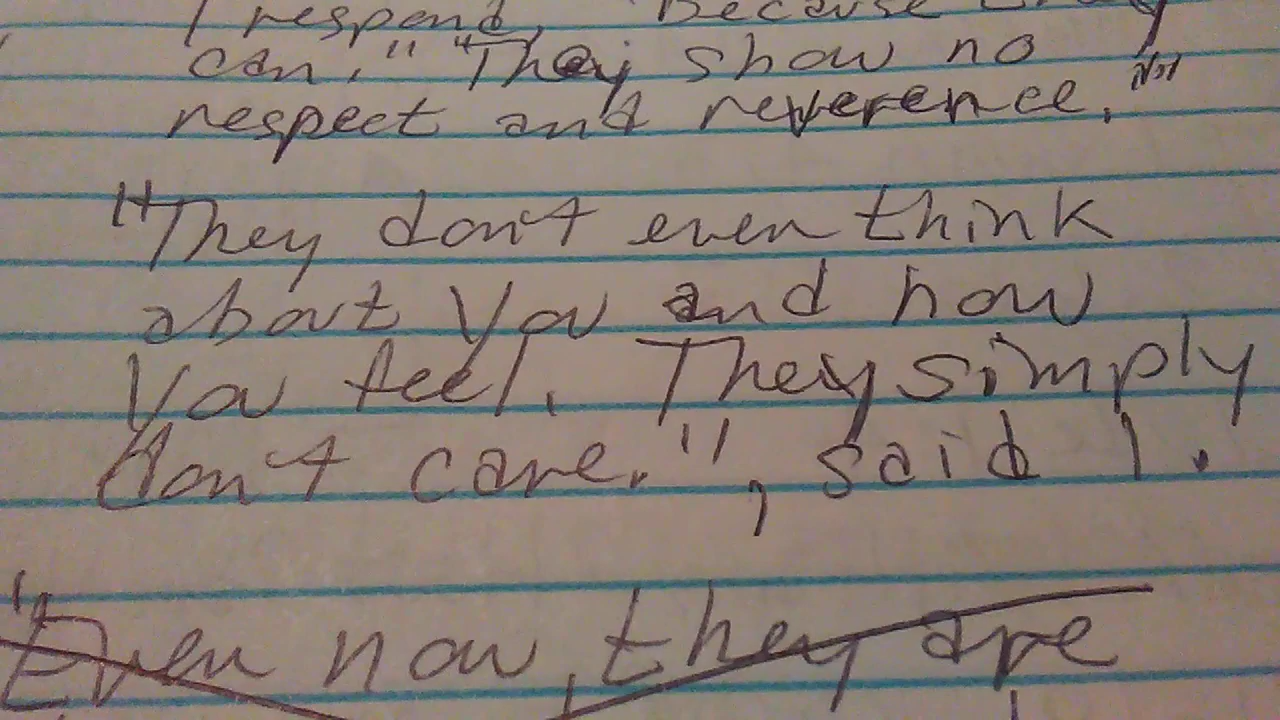 I respond. Because they
can." "They show no
respect and reverence."
"They don't even think
about you and how
you feel. They simply
don't care.", said I.
"Even now, they are